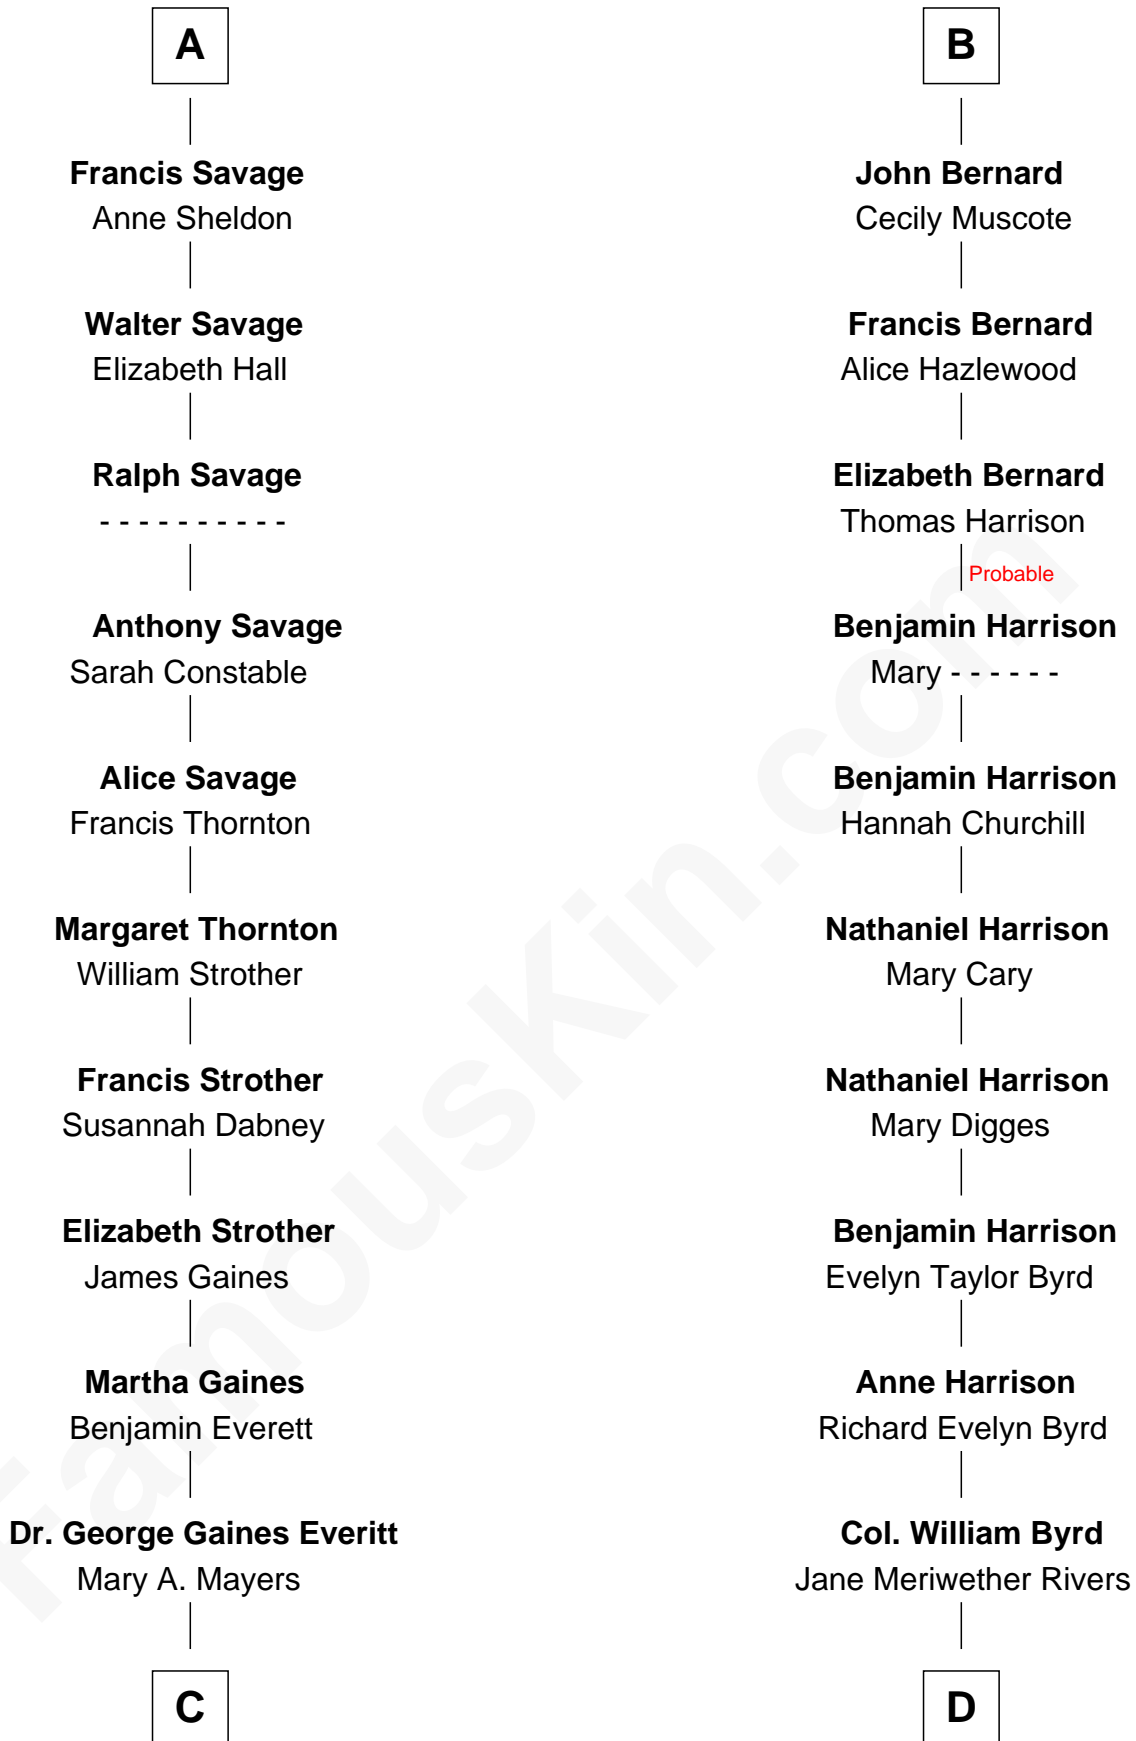 A
Francis Savage
Anne Sheldon
Walter Savage
Elizabeth Hall
Ralph Savage
- - - - - - - - - -
Anthony Savage
Sarah Constable
Alice Savage
Francis Thornton
Margaret Thornton
William Strother
Francis Strother
Susannah Dabney
Elizabeth Strother
James Gaines
Martha Gaines
Benjamin Everett
Dr. George Gaines Everitt
Mary A. Mayers
C
B
John Bernard
Cecily Muscote
Francis Bernard
Alice Hazlewood
Elizabeth Bernard
Thomas Harrison
Probable
Benjamin Harrison
Mary - - - - - -
Benjamin Harrison
Hannah Churchill
Nathaniel Harrison
Mary Cary
Nathaniel Harrison
Mary Digges
Benjamin Harrison
Evelyn Taylor Byrd
Anne Harrison
Richard Evelyn Byrd
Col. William Byrd
Jane Meriwether Rivers
D
FamousKin.com